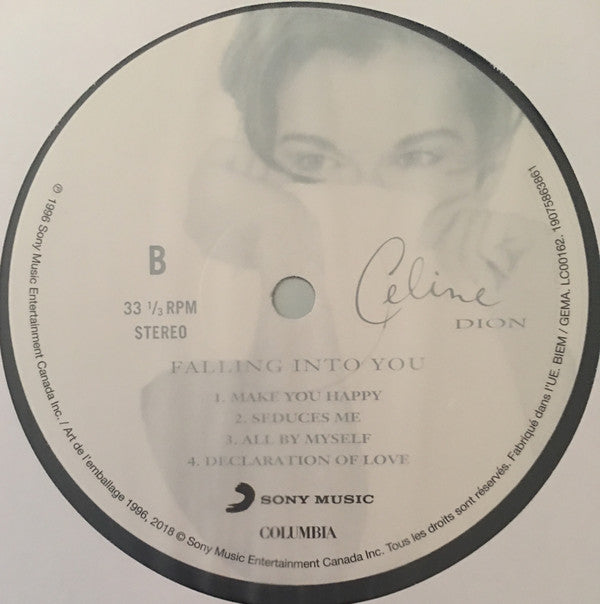 B
33 ⅓ RPM
STEREO
Celine
DION
FALLING INTO YOU
1. MAKE YOU HAPPY
2. SEDUCES ME
3. ALL BY MYSELF
4. DECLARATION OF LOVE
SONY MUSIC
COLUMBIA
℗ 1996 Sony Music Entertainment Canada Inc. / Art de l'emballage 1996, 2018 © Sony Music Entertainment Canada Inc. Tous les droits sont réservés. Fabriqué dans l'UE. BIEM / GEMA. LC00162. 19075863861